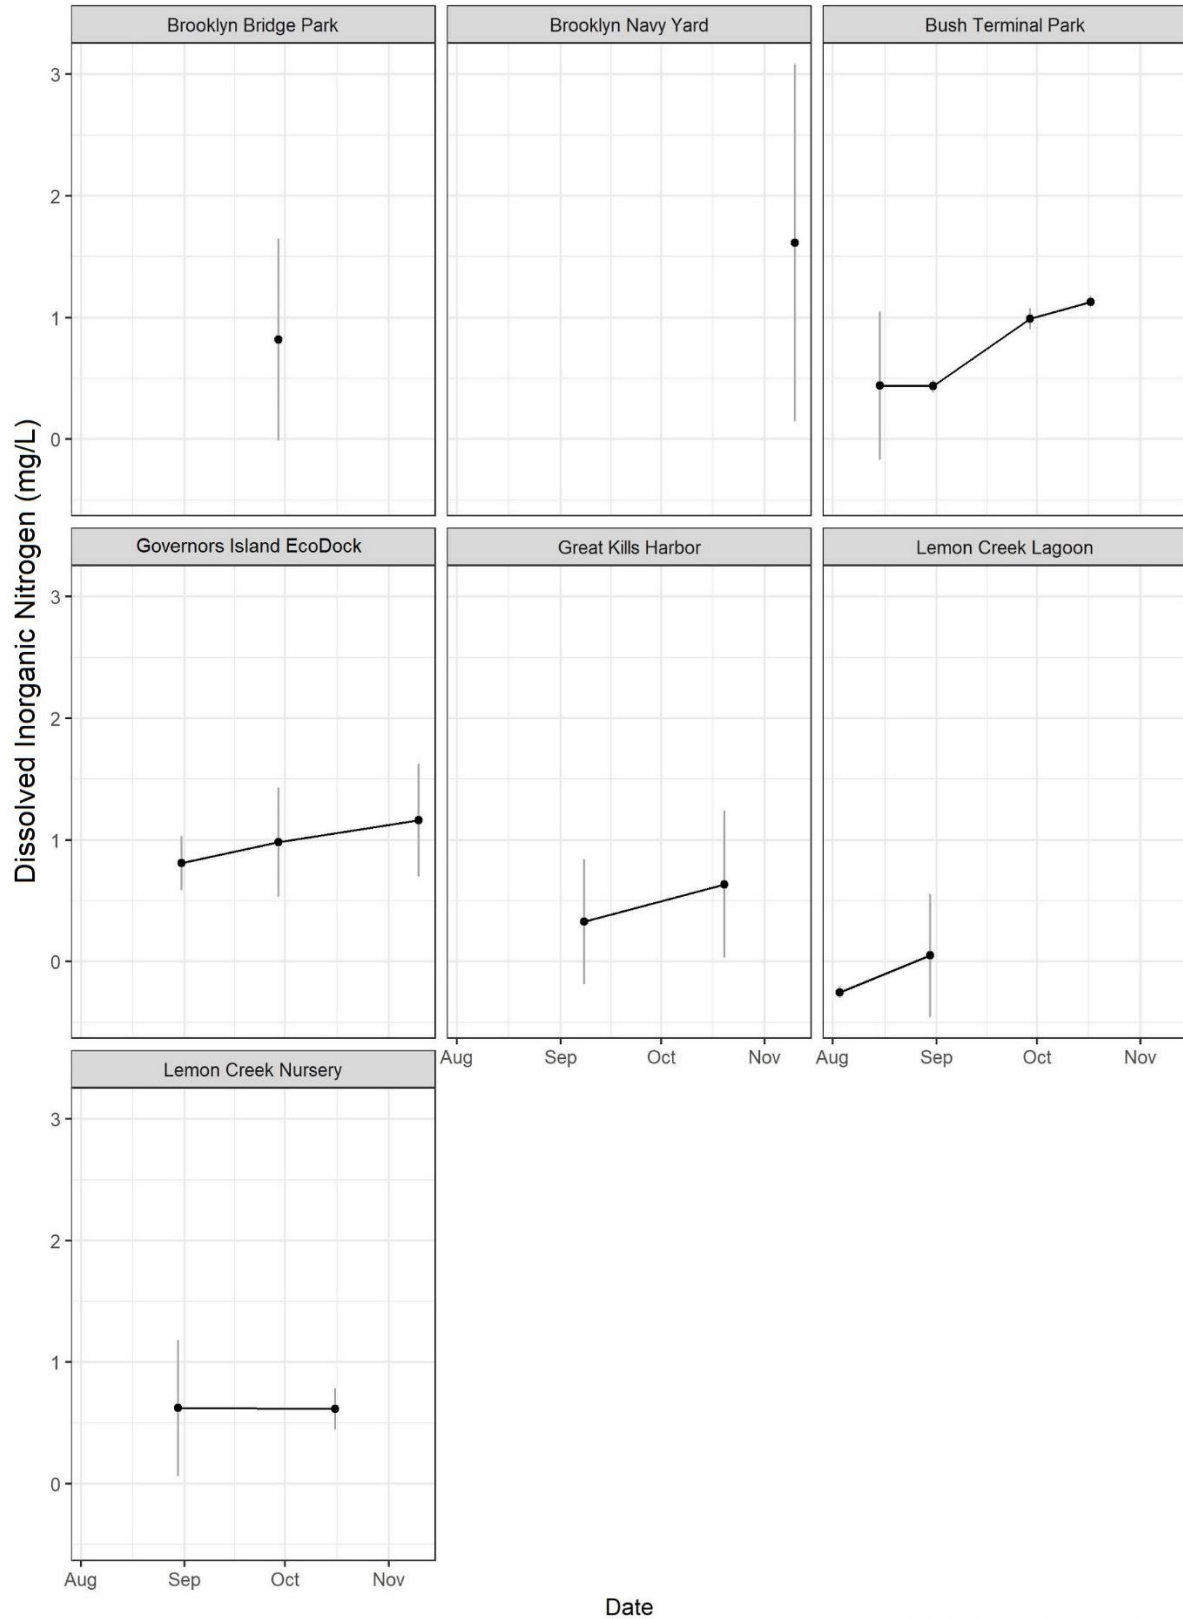 Brooklyn Bridge Park
Brooklyn Navy Yard
Bush Terminal Park
3
2
1
0
Governors Island EcoDock
Great Kills Harbor
Lemon Creek Lagoon
3
2
1
0
Aug Sep Oct Nov
Aug Sep Oct Nov
Lemon Creek Nursery
3
2
1
0
Aug Sep Oct Nov
Dissolved Inorganic Nitrogen (mg/L)
Date